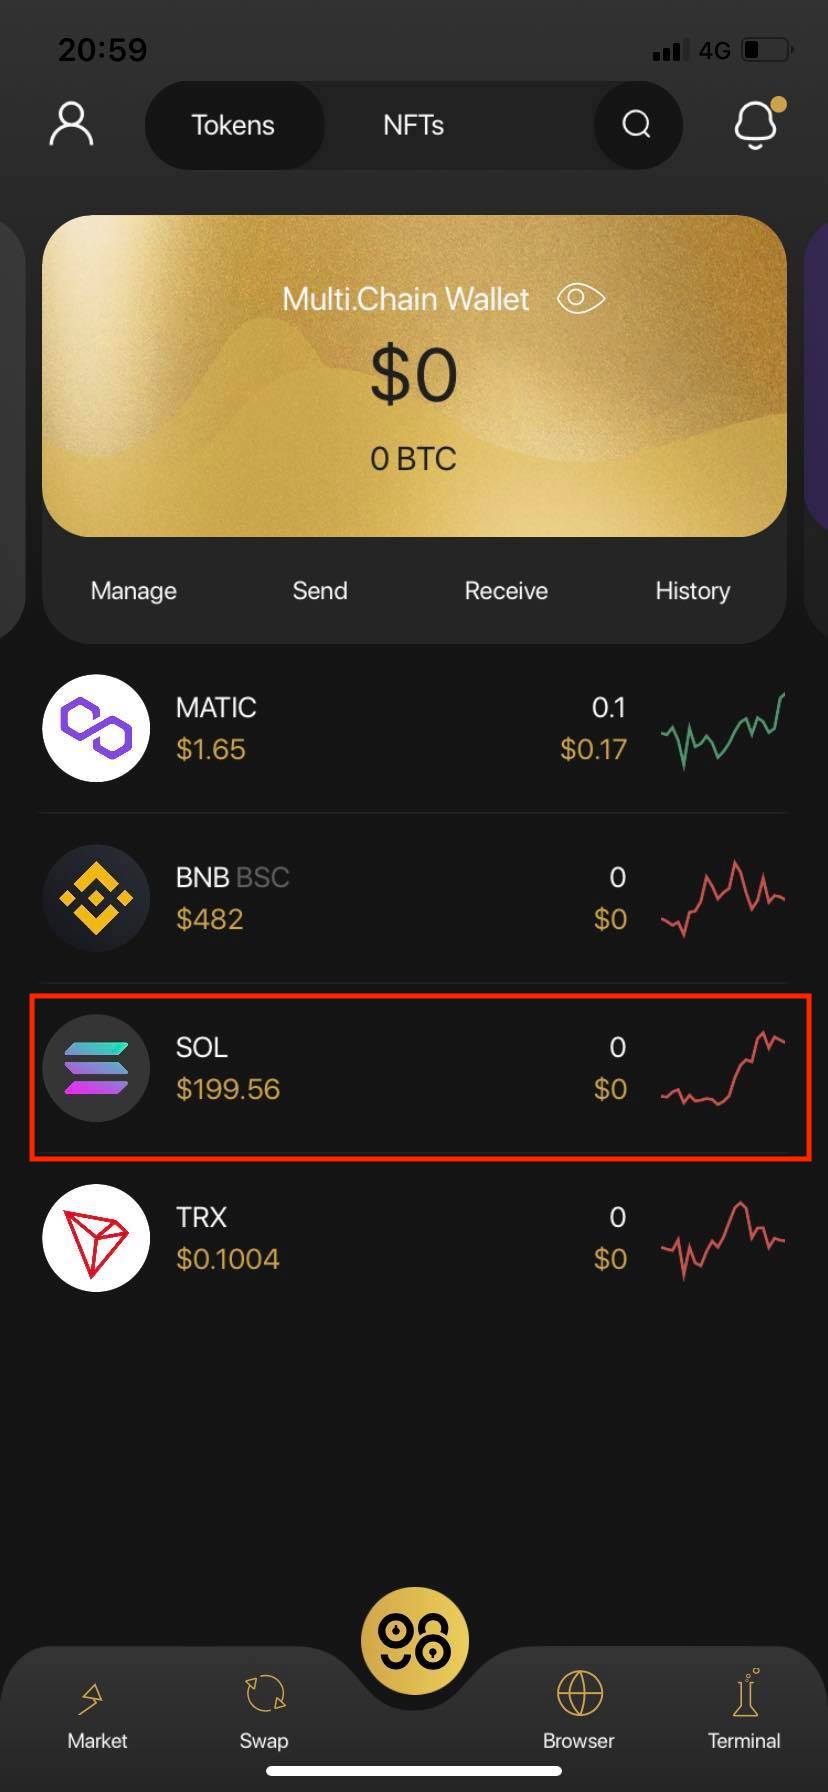 20:59
4G
Tokens NFTs
Multi.Chain Wallet
$0
0 BTC
Manage Send Receive History
MATIC 0.1
$1.65 $0.17
BNB BSC 0
$482 $0
SOL 0
$199.56 $0
TRX 0
$0.1004 $0
98
Market Swap Browser Terminal